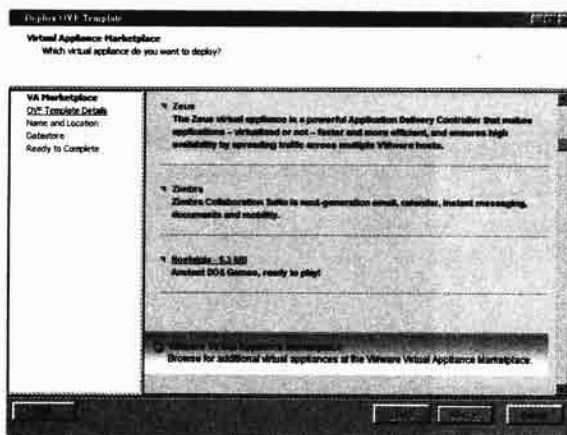 Deploy OVF Template
Virtual Appliance Marketplace
Which virtual appliance do you want to deploy?
VA Marketplace
OVF Template Details
Name and Location
Datastore
Ready to Complete
Zeus
The Zeus virtual appliance is a powerful Application Delivery Controller that makes
applications – virtualized or not – faster and more efficient, and ensures high
availability by spreading traffic across multiple VMware hosts.
Zimbra
Zimbra Collaboration Suite is next-generation email, calendar, instant messaging,
documents and mobility.
Nostalgia - 5.3 MB
Ancient DOS Games, ready to play!
VMware Virtual Appliance Marketplace
Browse for additional virtual appliances at the VMware Virtual Appliance Marketplace.